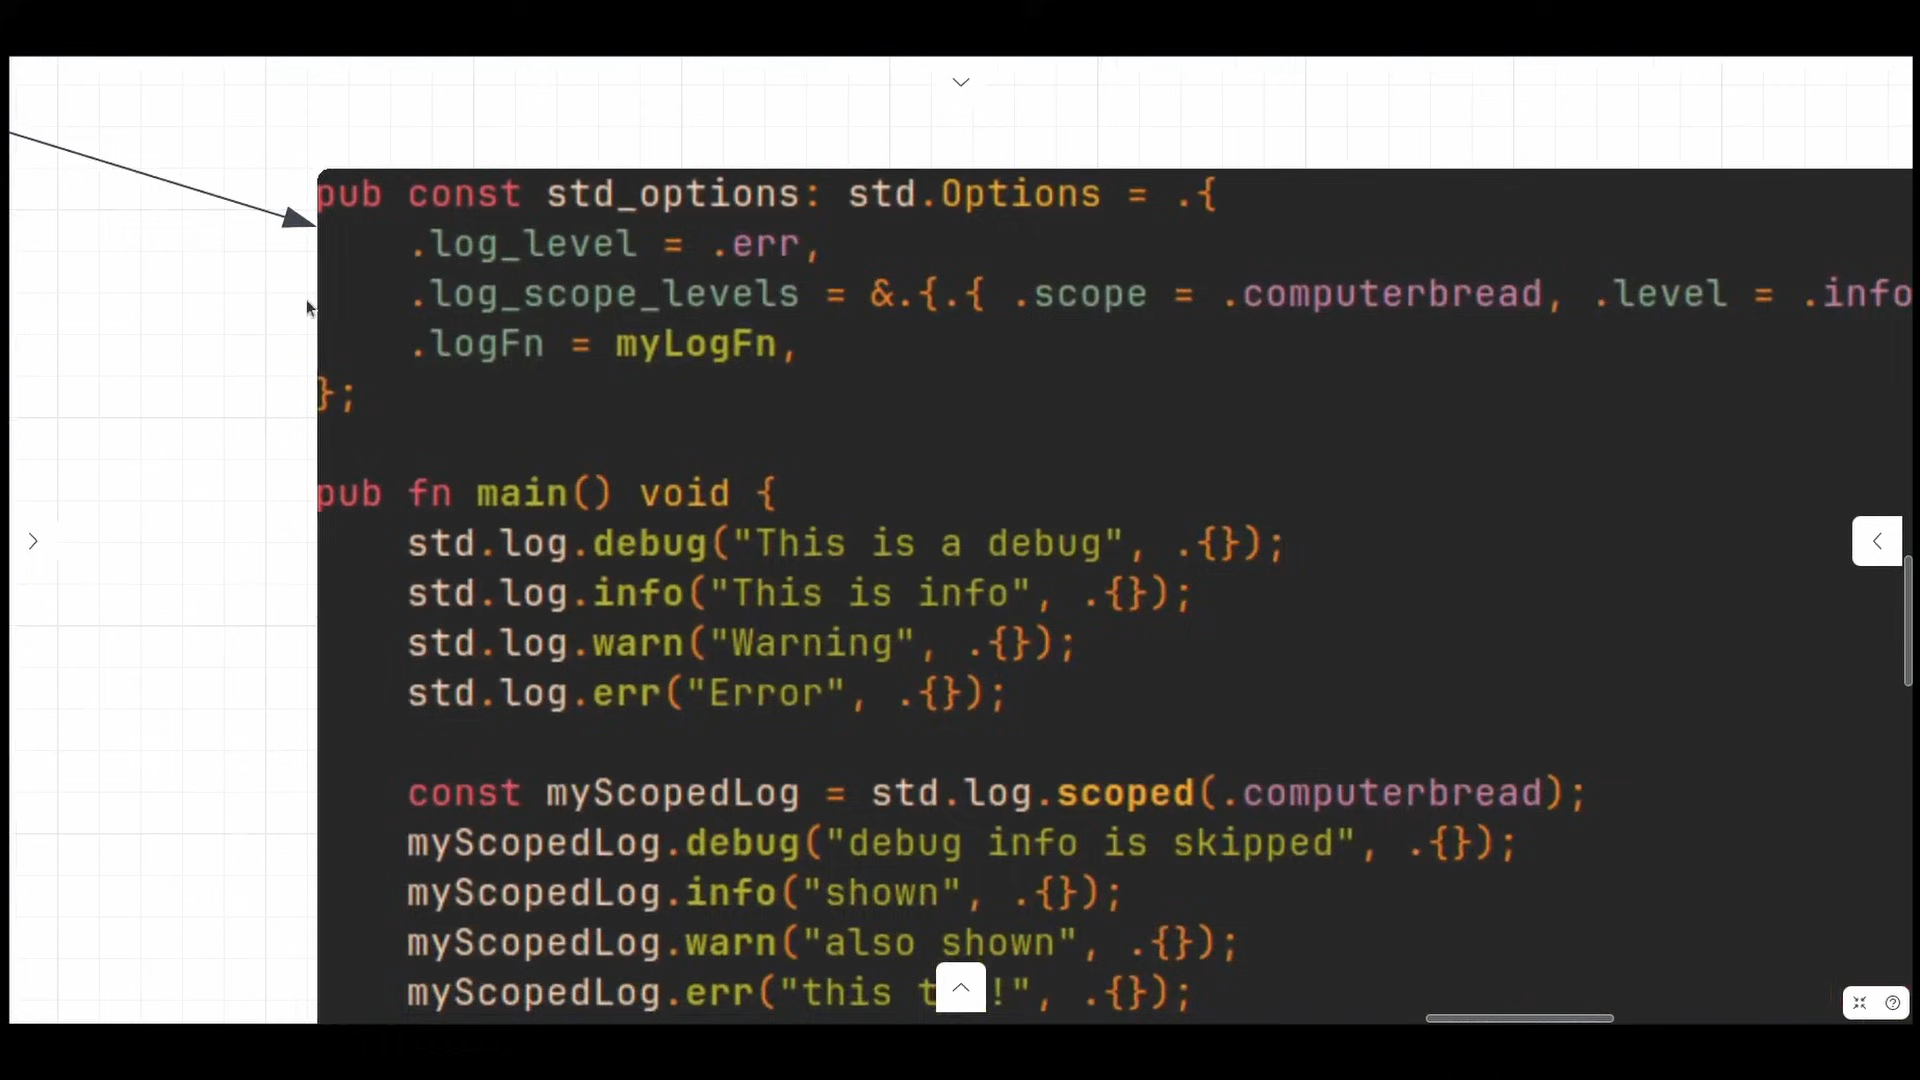 pub const std_options: std.Options = .{
    .log_level = .err,
    .log_scope_levels = &.{.{ .scope = .computerbread, .level = .info
    .logFn = myLogFn,
};

pub fn main() void {
    std.log.debug("This is a debug", .{});
    std.log.info("This is info", .{});
    std.log.warn("Warning", .{});
    std.log.err("Error", .{});

    const myScopedLog = std.log.scoped(.computerbread);
    myScopedLog.debug("debug info is skipped", .{});
    myScopedLog.info("shown", .{});
    myScopedLog.warn("also shown", .{});
    myScopedLog.err("this !", .{});